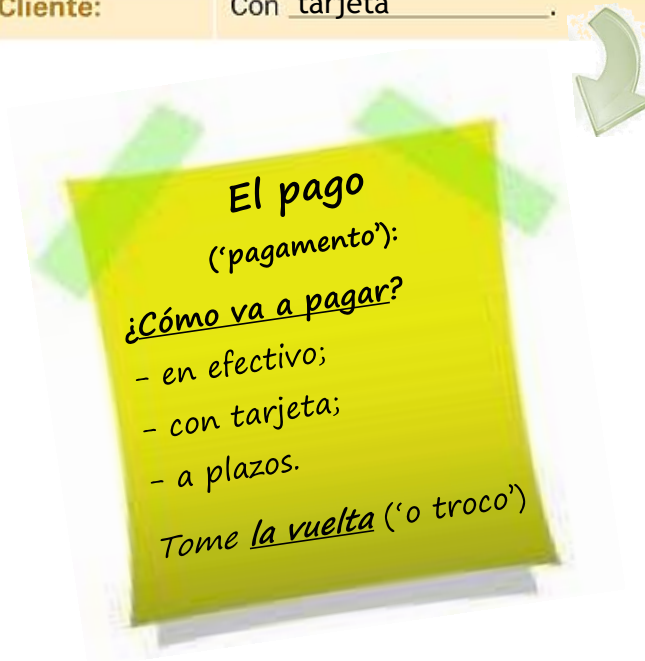 Cliente: Con tarjeta.
El pago
(‘pagamento’):
¿Cómo va a pagar?
- en efectivo;
- con tarjeta;
- a plazos.
Tome la vuelta (‘o troco’)